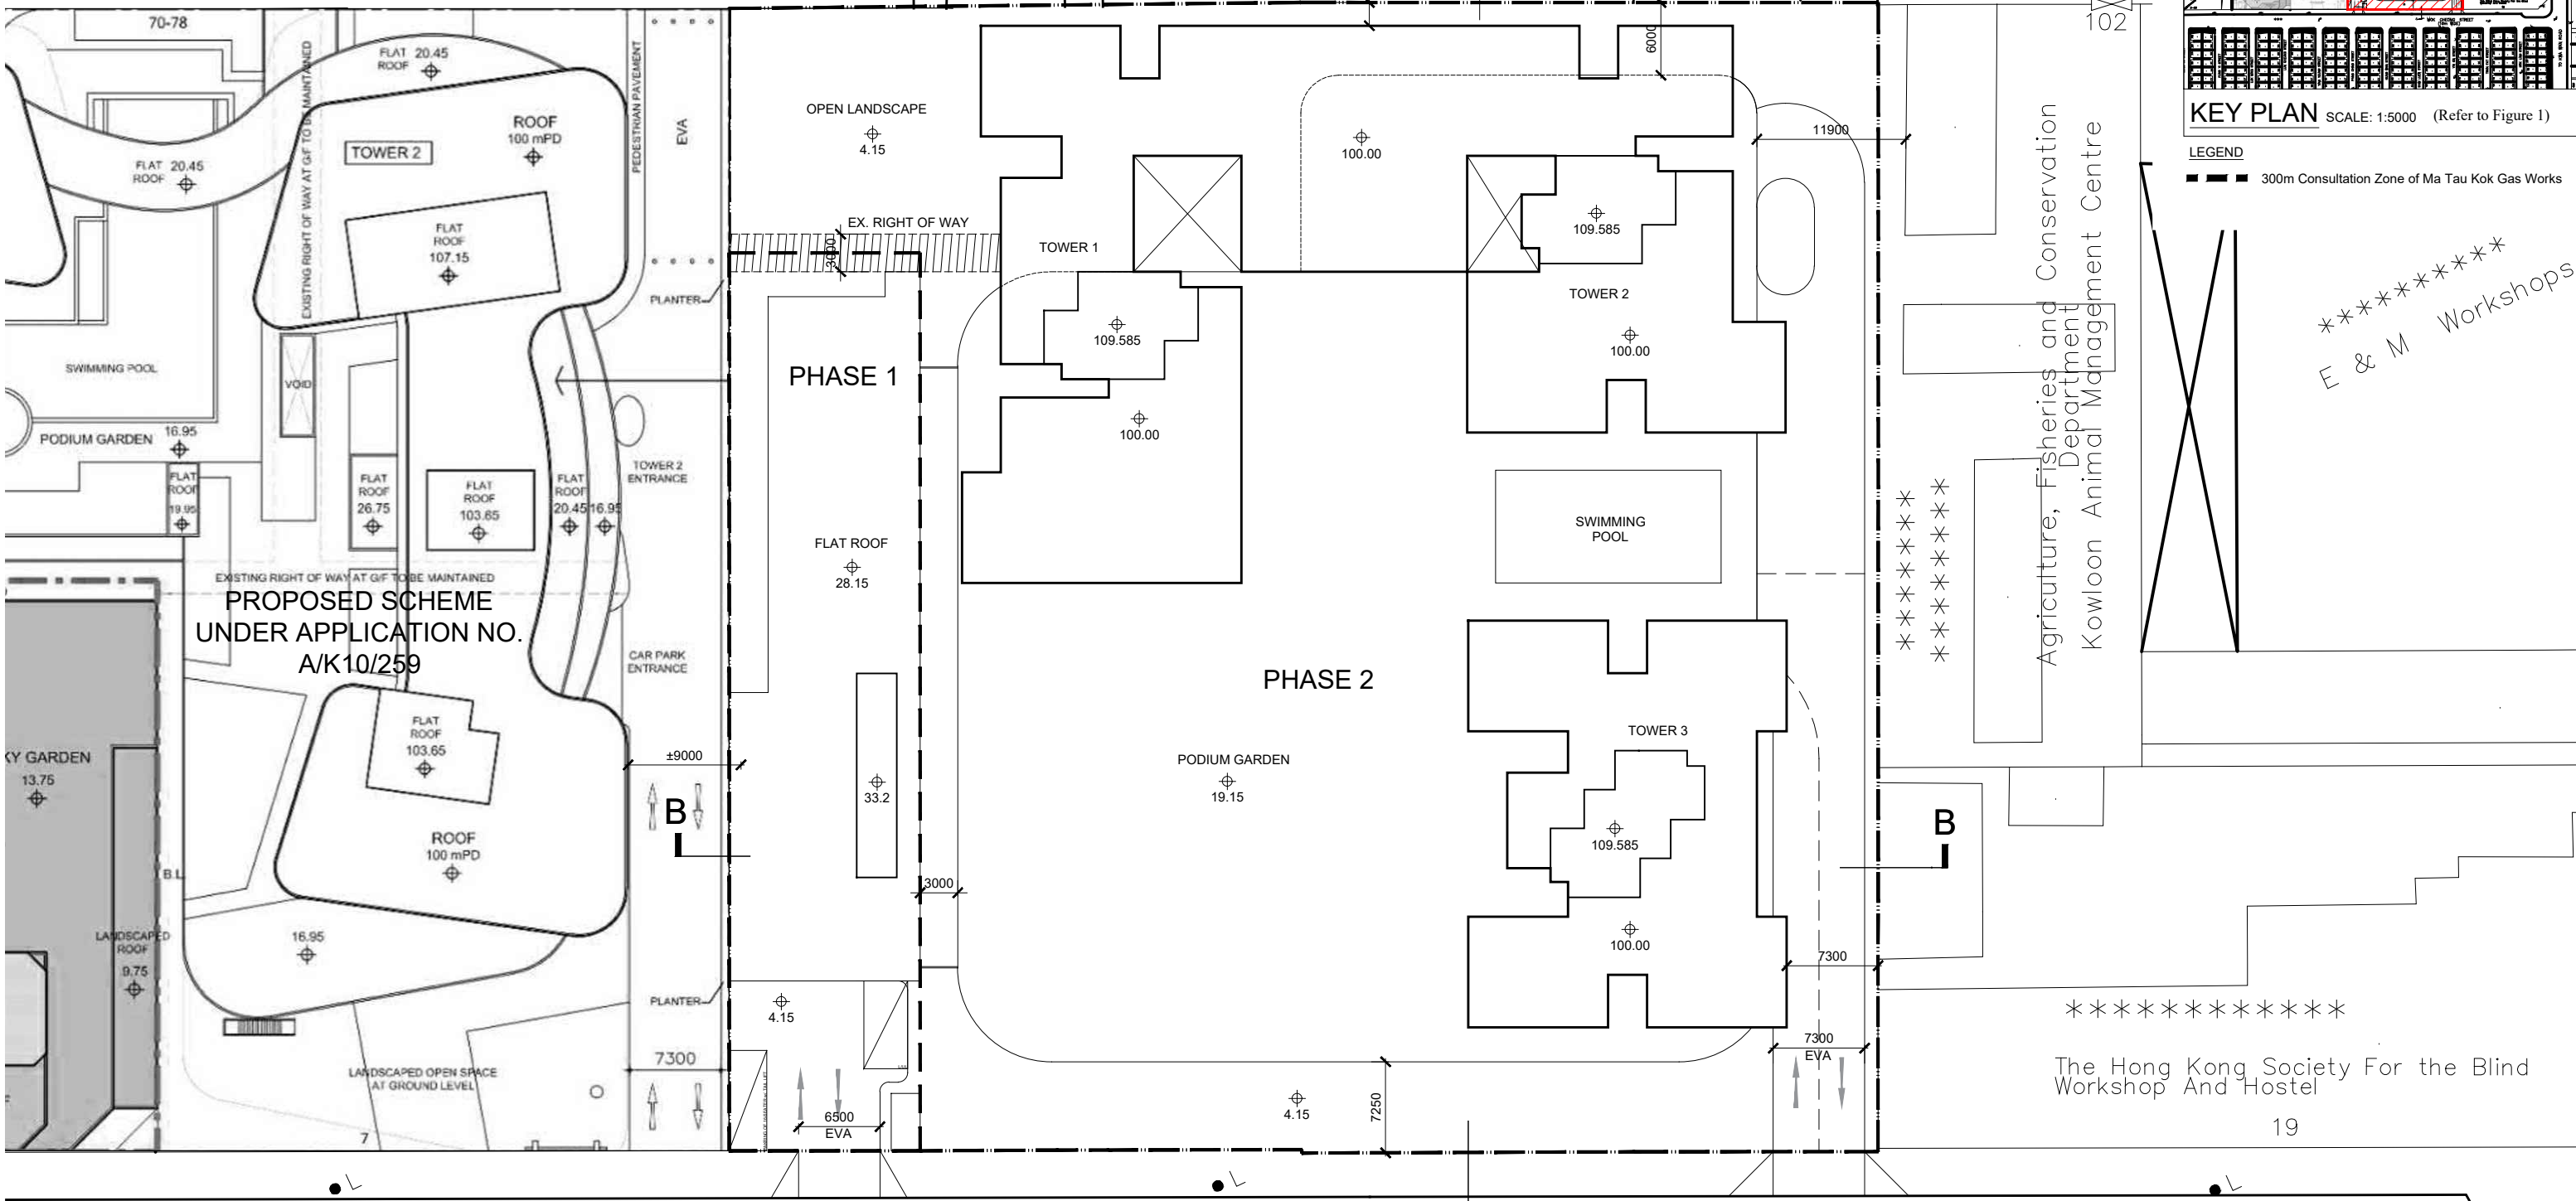 70-78
FLAT 20.45
ROOF
FLAT 20.45
ROOF
EXISTING RIGHT OF WAY AT G/F TO BE MAINTAINED
TOWER 2
ROOF
100 mPD
FLAT
ROOF
107.15
PEDESTRIAN PAVEMENT
EVA
PLANTER
SWIMMING POOL
VOID
PODIUM GARDEN
16.95
FLAT
ROOF
19.95
FLAT
ROOF
26.75
FLAT
ROOF
103.65
FLAT
ROOF
20.45
16.95
TOWER 2
ENTRANCE
EXISTING RIGHT OF WAY AT G/F TO BE MAINTAINED
PROPOSED SCHEME
UNDER APPLICATION NO.
A/K10/259
CAR PARK
ENTRANCE
FLAT
ROOF
103.65
ROOF
100 mPD
KY GARDEN
13.75
B.L
LANDSCAPED
ROOF
9.75
16.95
LANDSCAPED OPEN SPACE
AT GROUND LEVEL
7
PLANTER
7300
±9000
B
OPEN LANDSCAPE
4.15
EX. RIGHT OF WAY
3000
PHASE 1
FLAT ROOF
28.15
33.2
3000
4.15
6500
EVA
TOWER 1
109.585
100.00
100.00
6000
11900
109.585
TOWER 2
100.00
SWIMMING
POOL
PHASE 2
PODIUM GARDEN
19.15
TOWER 3
109.585
100.00
7300
7300
EVA
4.15
7250
B
L
L
L
102
Agriculture, Fisheries and Conservation
Department
Kowloon Animal Management Centre
*******
********
**********
E & M Workshops
************
The Hong Kong Society For the Blind
Workshop And Hostel
19
KEY PLAN SCALE: 1:5000 (Refer to Figure 1)
LEGEND
300m Consultation Zone of Ma Tau Kok Gas Works